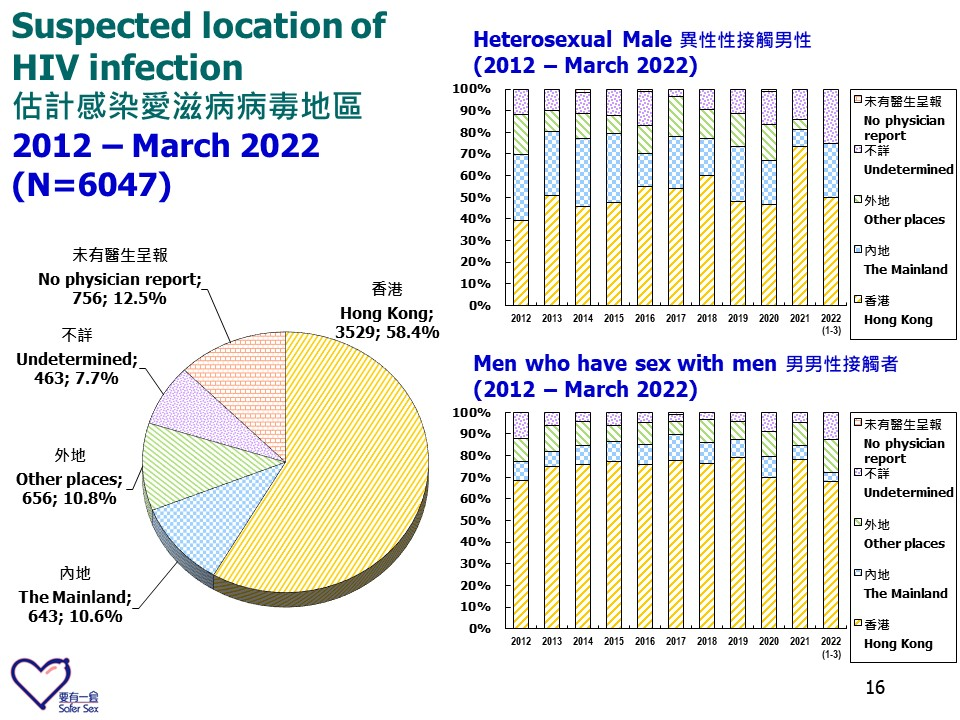 Suspected location of
HIV infection
估計感染愛滋病病毒地區
2012 – March 2022
(N=6047)
未有醫生呈報
No physician report;
756; 12.5%
香港
Hong Kong;
3529; 58.4%
不詳
Undetermined;
463; 7.7%
外地
Other places;
656; 10.8%
內地
The Mainland;
643; 10.6%
Heterosexual Male 異性性接觸男性
(2012 – March 2022)
100%
90%
80%
70%
60%
50%
40%
30%
20%
10%
0%
2012 2013 2014 2015 2016 2017 2018 2019 2020 2021 2022
(1-3)
未有醫生呈報
No physician
report
不詳
Undetermined
外地
Other places
內地
The Mainland
香港
Hong Kong
Men who have sex with men 男男性接觸者
(2012 – March 2022)
100%
90%
80%
70%
60%
50%
40%
30%
20%
10%
0%
2012 2013 2014 2015 2016 2017 2018 2019 2020 2021 2022
(1-3)
未有醫生呈報
No physician
report
不詳
Undetermined
外地
Other places
內地
The Mainland
香港
Hong Kong
要有一套
Safer Sex
16